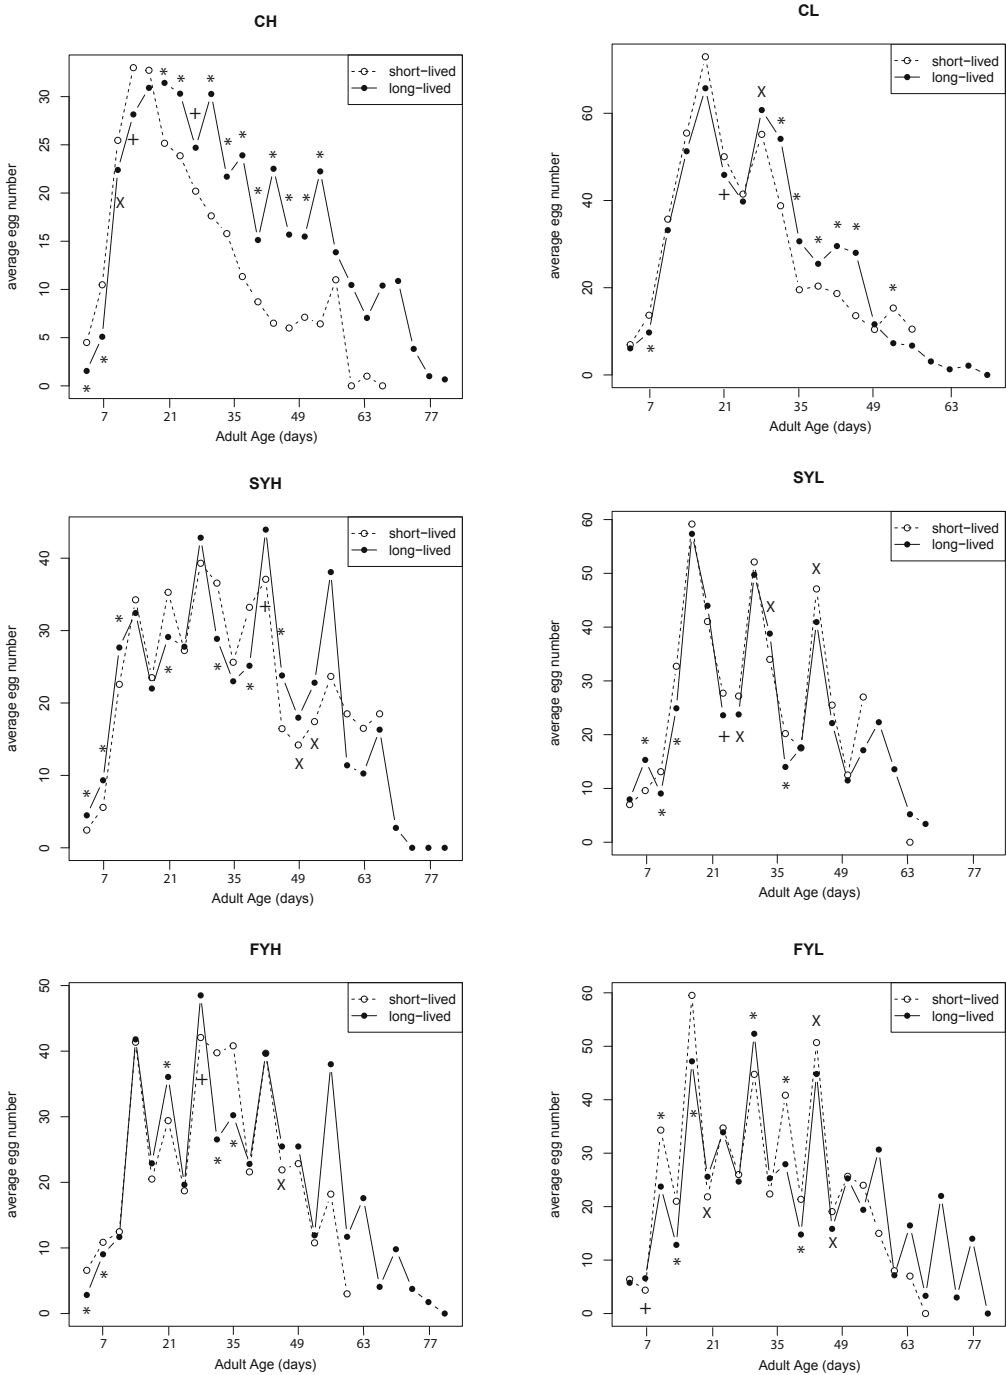 CH
short−lived
long−lived
* * * * * * * * * * * * + + X * *
average egg number
0 5 10 15 20 25 30
7 21 35 49 63 77
Adult Age (days)
CL
short−lived
long−lived
X * * * * * * + *
average egg number
0 20 40 60
7 21 35 49 63
Adult Age (days)
SYH
short−lived
long−lived
* * * * * * + * X X
average egg number
0 10 20 30 40
7 21 35 49 63 77
Adult Age (days)
SYL
short−lived
long−lived
* * * + X X * X
average egg number
0 10 20 30 40 50 60
7 21 35 49 63 77
Adult Age (days)
FYH
short−lived
long−lived
* * * + * * X
average egg number
0 10 20 30 40 50
7 21 35 49 63 77
Adult Age (days)
FYL
short−lived
long−lived
+ * * * X * * * X X
average egg number
0 10 20 30 40 50 60
7 21 35 49 63 77
Adult Age (days)